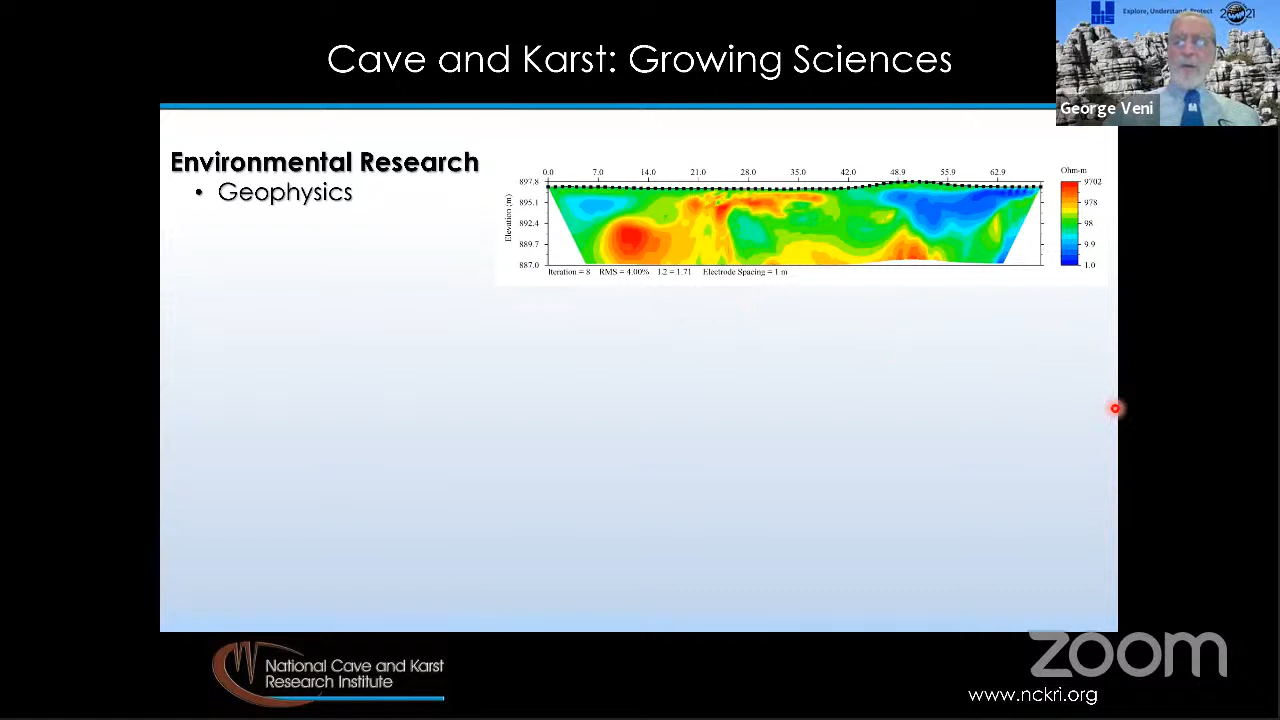 Cave and Karst: Growing Sciences
UIS
Explore, Understand, Protect
2021
George Veni
Environmental Research
• Geophysics
0.0 7.0 14.0 21.0 28.0 35.0 42.0 48.9 55.9 62.9
Ohm-m
Elevation (m)
897.8
895.1
892.4
889.7
887.0
9702
978
98
9.9
1.0
Iteration = 8 RMS = 4.00% L2 = 1.71 Electrode Spacing = 1 m
National Cave and Karst
Research Institute
zoom
www.nckri.org